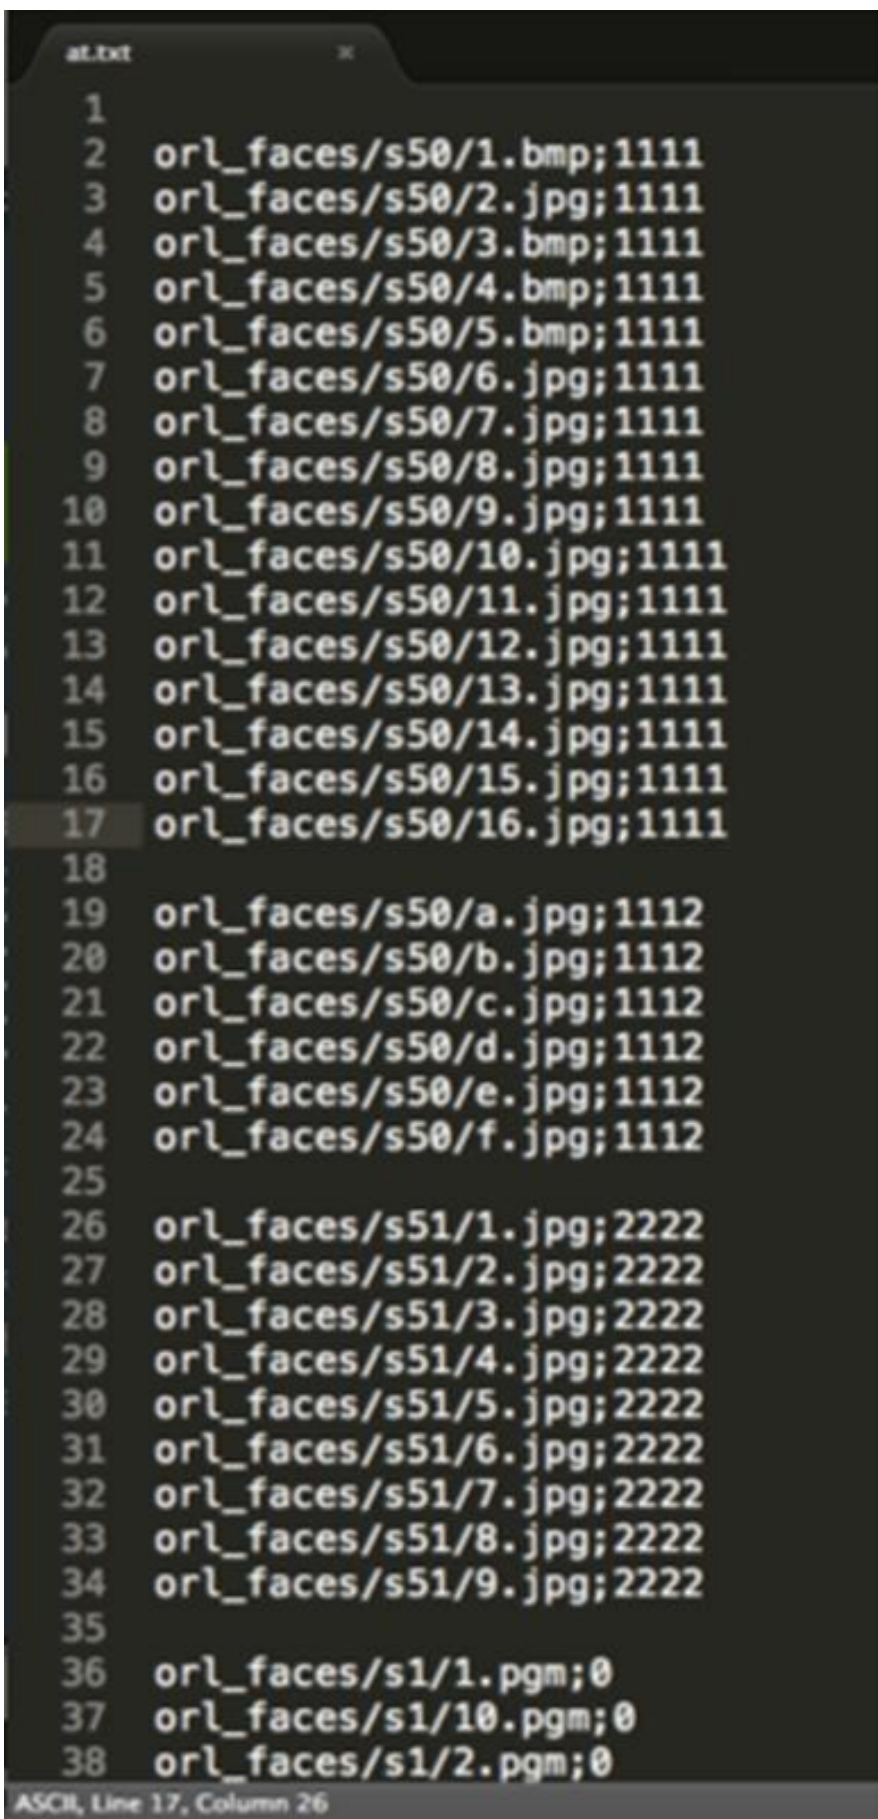 at.txt ×
1
2 orl_faces/s50/1.bmp;1111
3 orl_faces/s50/2.jpg;1111
4 orl_faces/s50/3.bmp;1111
5 orl_faces/s50/4.bmp;1111
6 orl_faces/s50/5.bmp;1111
7 orl_faces/s50/6.jpg;1111
8 orl_faces/s50/7.jpg;1111
9 orl_faces/s50/8.jpg;1111
10 orl_faces/s50/9.jpg;1111
11 orl_faces/s50/10.jpg;1111
12 orl_faces/s50/11.jpg;1111
13 orl_faces/s50/12.jpg;1111
14 orl_faces/s50/13.jpg;1111
15 orl_faces/s50/14.jpg;1111
16 orl_faces/s50/15.jpg;1111
17 orl_faces/s50/16.jpg;1111
18
19 orl_faces/s50/a.jpg;1112
20 orl_faces/s50/b.jpg;1112
21 orl_faces/s50/c.jpg;1112
22 orl_faces/s50/d.jpg;1112
23 orl_faces/s50/e.jpg;1112
24 orl_faces/s50/f.jpg;1112
25
26 orl_faces/s51/1.jpg;2222
27 orl_faces/s51/2.jpg;2222
28 orl_faces/s51/3.jpg;2222
29 orl_faces/s51/4.jpg;2222
30 orl_faces/s51/5.jpg;2222
31 orl_faces/s51/6.jpg;2222
32 orl_faces/s51/7.jpg;2222
33 orl_faces/s51/8.jpg;2222
34 orl_faces/s51/9.jpg;2222
35
36 orl_faces/s1/1.pgm;0
37 orl_faces/s1/10.pgm;0
38 orl_faces/s1/2.pgm;0
ASCII, Line 17, Column 26